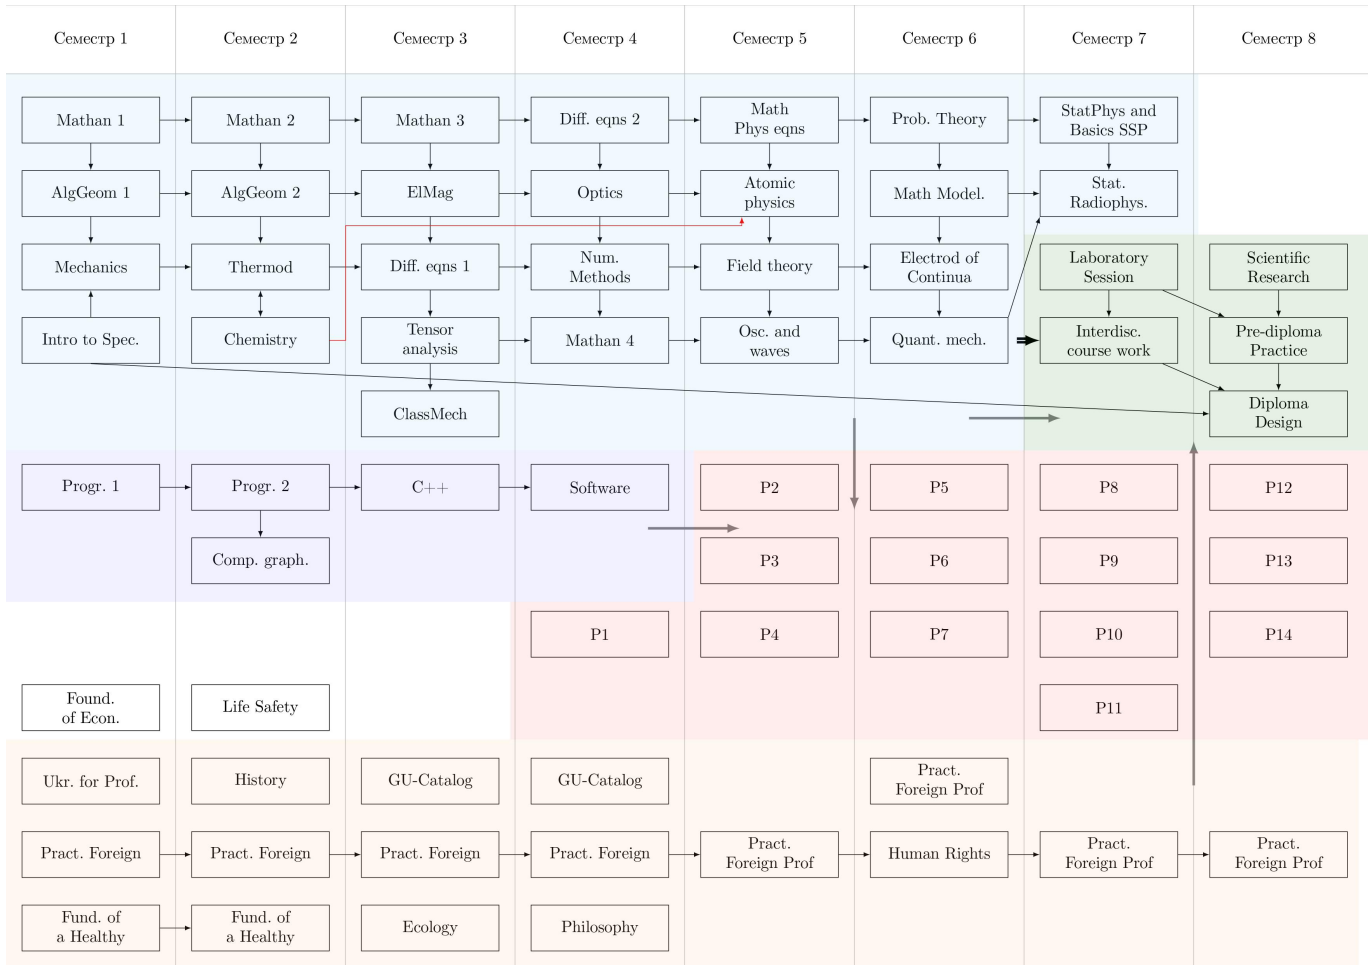 Семестр 1
Семестр 2
Семестр 3
Семестр 4
Семестр 5
Семестр 6
Семестр 7
Семестр 8
Mathan 1
Mathan 2
Mathan 3
Diff. eqns 2
Math
Phys eqns
Prob. Theory
StatPhys and
Basics SSP
AlgGeom 1
AlgGeom 2
ElMag
Optics
Atomic
physics
Math Model.
Stat.
Radiophys.
Mechanics
Thermod
Diff. eqns 1
Num.
Methods
Field theory
Electrod of
Continua
Laboratory
Session
Scientific
Research
Intro to Spec.
Chemistry
Tensor
analysis
Mathan 4
Osc. and
waves
Quant. mech.
Interdisc.
course work
Pre-diploma
Practice
ClassMech
Diploma
Design
Progr. 1
Progr. 2
C++
Software
P2
P5
P8
P12
Comp. graph.
P3
P6
P9
P13
P1
P4
P7
P10
P14
Found.
of Econ.
Life Safety
P11
Ukr. for Prof.
History
GU-Catalog
GU-Catalog
Pract.
Foreign Prof
Pract. Foreign
Pract. Foreign
Pract. Foreign
Pract. Foreign
Pract.
Foreign Prof
Human Rights
Pract.
Foreign Prof
Pract.
Foreign Prof
Fund. of
a Healthy
Fund. of
a Healthy
Ecology
Philosophy